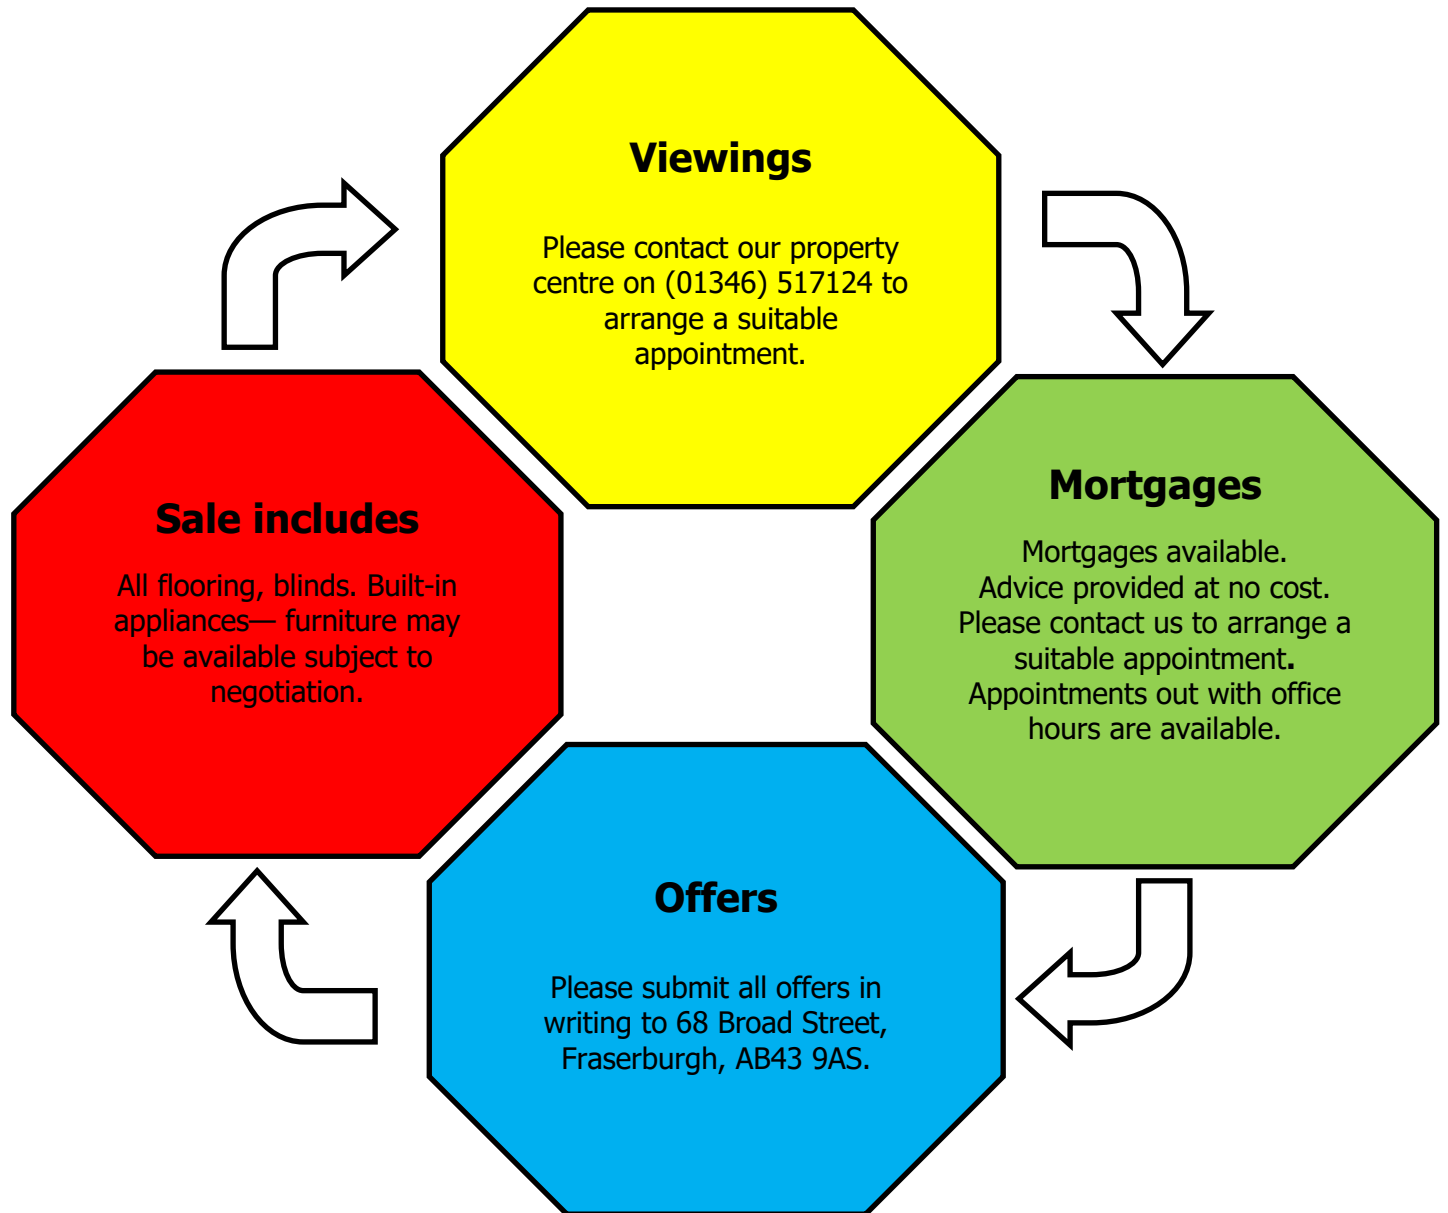 Viewings
Please contact our property
centre on (01346) 517124 to
arrange a suitable
appointment.
Sale includes
All flooring, blinds. Built-in
appliances— furniture may
be available subject to
negotiation.
Mortgages
Mortgages available.
Advice provided at no cost.
Please contact us to arrange a
suitable appointment.
Appointments out with office
hours are available.
Offers
Please submit all offers in
writing to 68 Broad Street,
Fraserburgh, AB43 9AS.